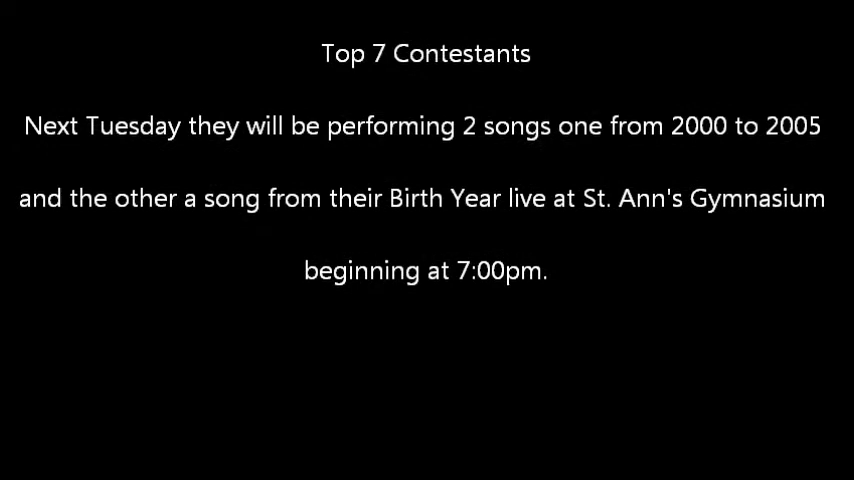 Top 7 Contestants
Next Tuesday they will be performing 2 songs one from 2000 to 2005
and the other a song from their Birth Year live at St. Ann's Gymnasium
beginning at 7:00pm.